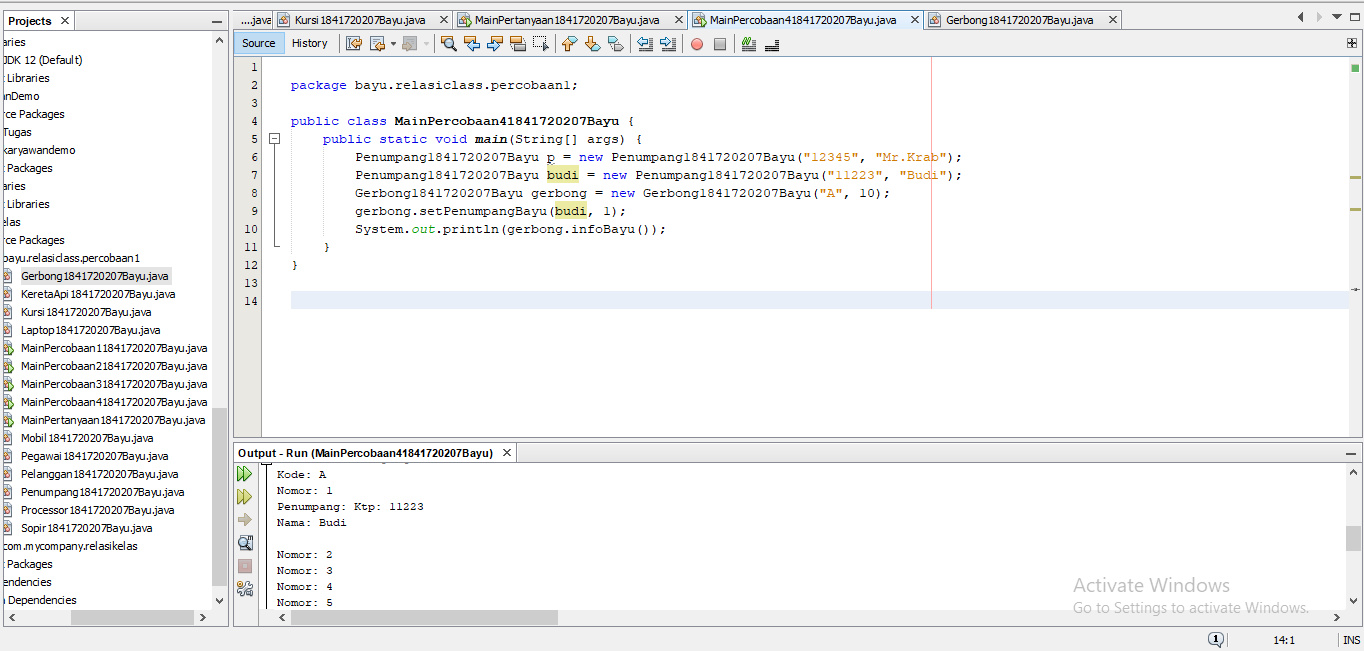 Projects
aries
JDK 12 (Default)
t Libraries
anDemo
rce Packages
Tugas
karyawandemo
t Packages
aries
t Libraries
elas
rce Packages
bayu.relasiclass.percobaan1
Gerbong1841720207Bayu.java
KeretaApi1841720207Bayu.java
Kursi1841720207Bayu.java
Laptop1841720207Bayu.java
MainPercobaan11841720207Bayu.java
MainPercobaan21841720207Bayu.java
MainPercobaan31841720207Bayu.java
MainPercobaan41841720207Bayu.java
MainPertanyaan1841720207Bayu.java
Mobil1841720207Bayu.java
Pegawai1841720207Bayu.java
Pelanggan1841720207Bayu.java
Penumpang1841720207Bayu.java
Processor1841720207Bayu.java
Sopir1841720207Bayu.java
com.mycompany.relasikelas
t Packages
endencies
Dependencies
....java Kursi1841720207Bayu.java MainPertanyaan1841720207Bayu.java MainPercobaan41841720207Bayu.java Gerbong1841720207Bayu.java
Source History
1
2 package bayu.relasiclass.percobaan1;
3
4 public class MainPercobaan41841720207Bayu {
5 public static void main(String[] args) {
6 Penumpang1841720207Bayu p = new Penumpang1841720207Bayu("12345", "Mr.Krab");
7 Penumpang1841720207Bayu budi = new Penumpang1841720207Bayu("11223", "Budi");
8 Gerbong1841720207Bayu gerbong = new Gerbong1841720207Bayu("A", 10);
9 gerbong.setPenumpangBayu(budi, 1);
10 System.out.println(gerbong.infoBayu());
11 }
12 }
13
14
Output - Run (MainPercobaan41841720207Bayu)
Kode: A
Nomor: 1
Penumpang: Ktp: 11223
Nama: Budi
Nomor: 2
Nomor: 3
Nomor: 4
Nomor: 5
Activate Windows
Go to Settings to activate Windows.
1 14:1 INS